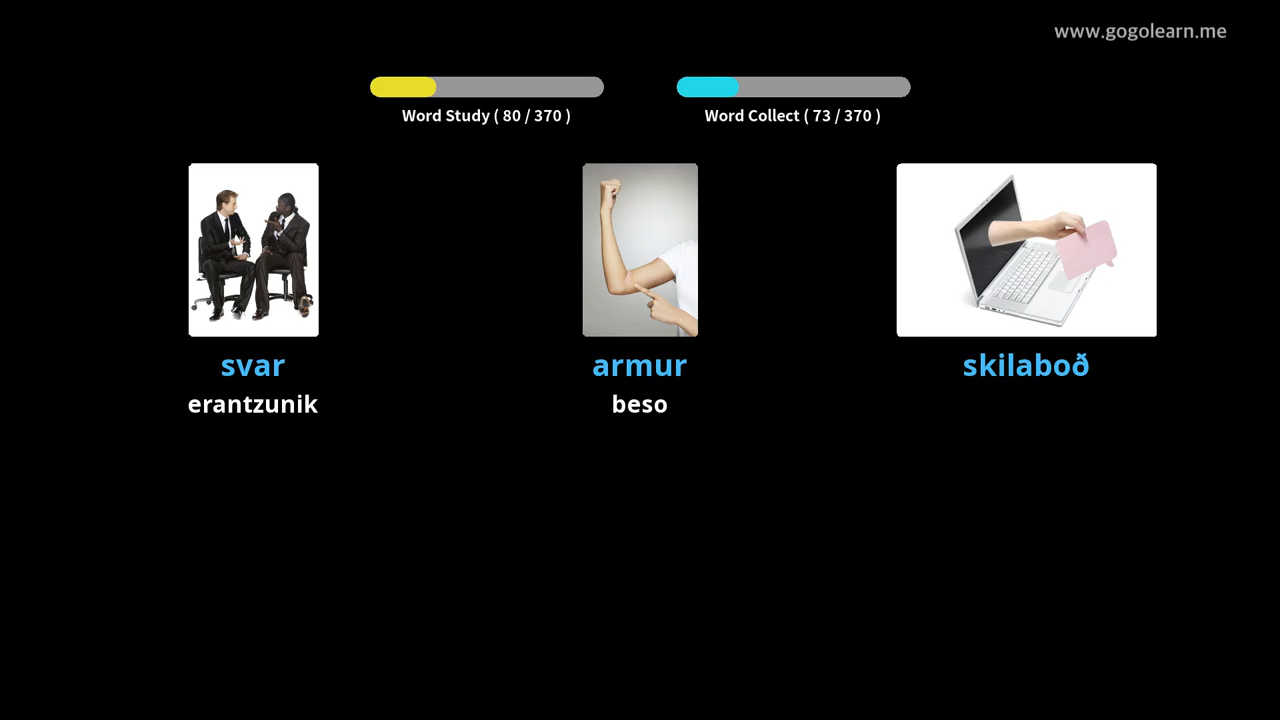 www.gogolearn.me
Word Study ( 80 / 370 )
Word Collect ( 73 / 370 )
svar
armur
skilaboð
erantzunik
beso